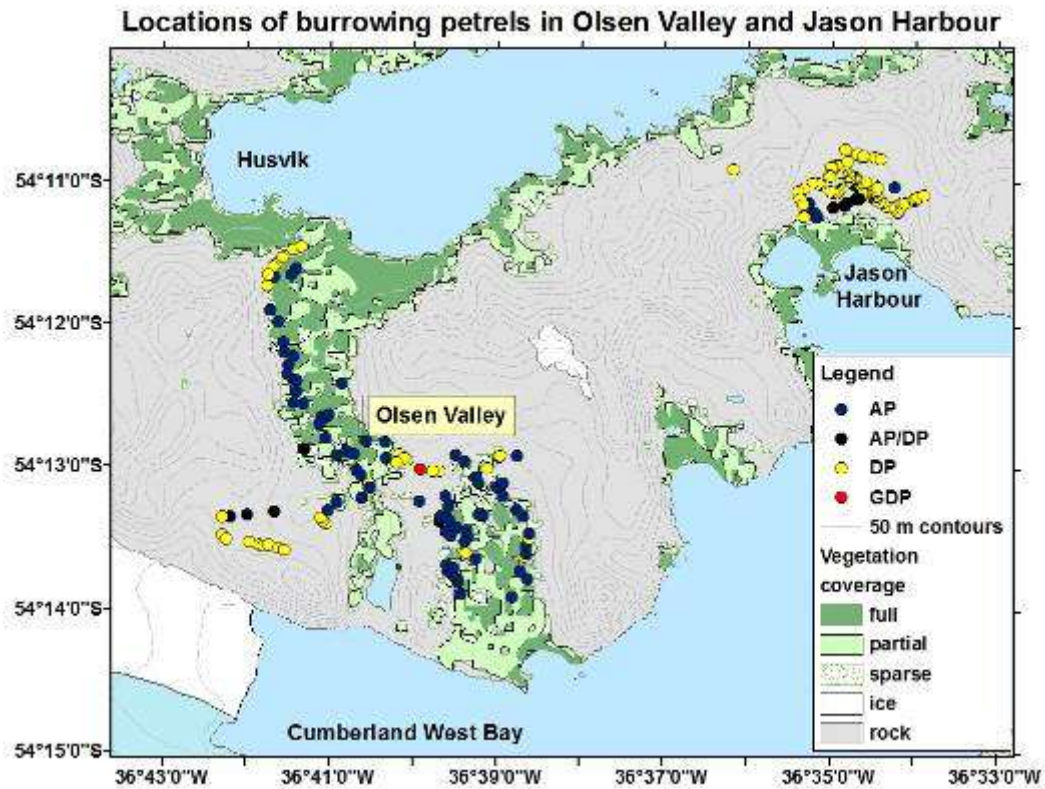 Locations of burrowing petrels in Olsen Valley and Jason Harbour
Husvik
54°11'0"S
Jason
Harbour
54°12'0"S
Legend
AP
AP/DP
DP
GDP
50 m contours
Vegetation
coverage
full
partial
sparse
ice
rock
Olsen Valley
54°13'0"S
54°14'0"S
Cumberland West Bay
54°15'0"S
36°43'0"W
36°41'0"W
36°39'0"W
36°37'0"W
36°35'0"W
36°33'0"W